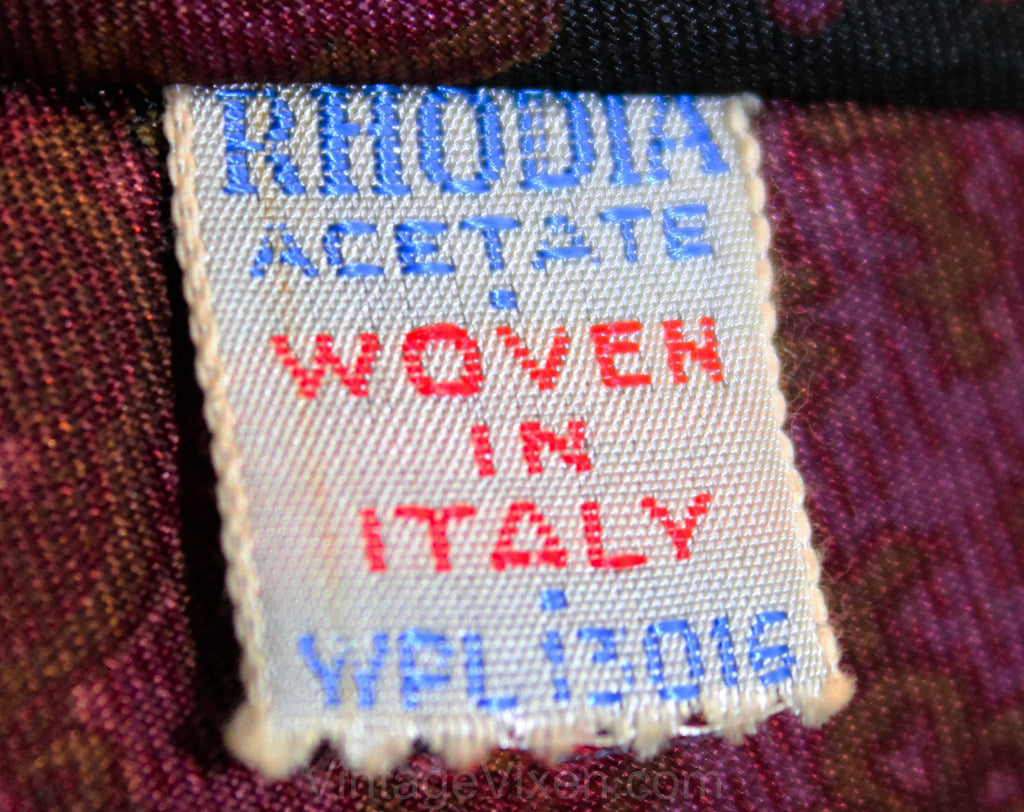 RHODIA
ACETATE
WOVEN
IN
ITALY
WPL 13016
VintageVixen.com